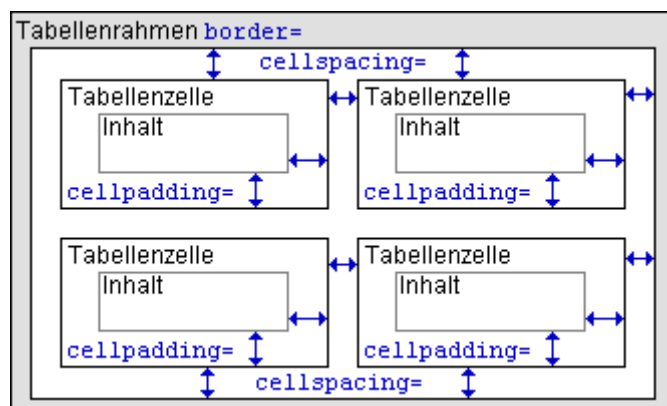 Tabellenrahmen border=
cellspacing=
Tabellenzelle Tabellenzelle
Inhalt Inhalt
cellpadding= cellpadding=
Tabellenzelle Tabellenzelle
Inhalt Inhalt
cellpadding= cellpadding=
cellspacing=